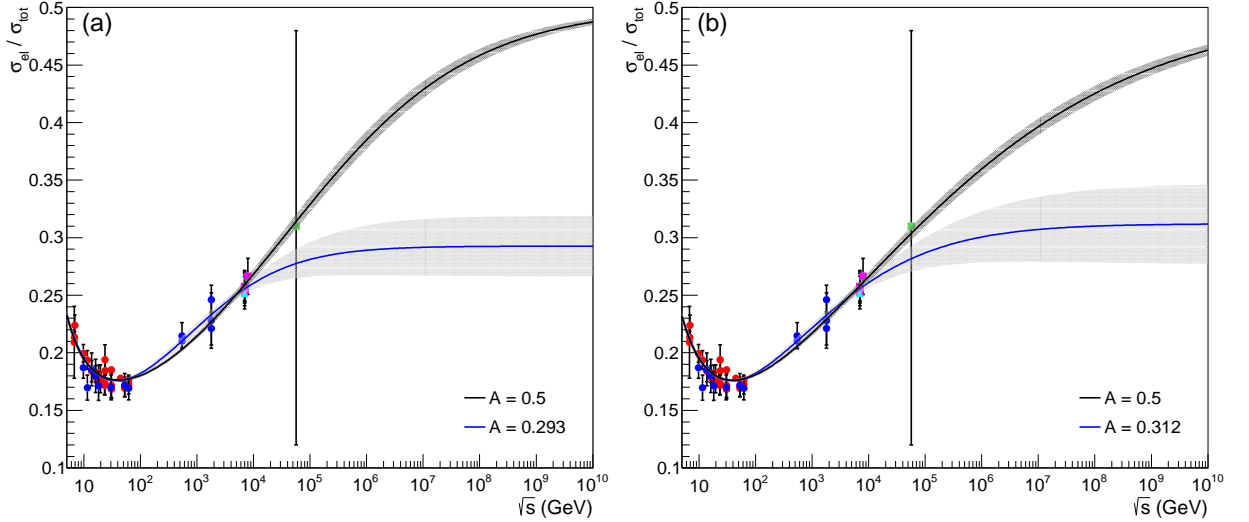 (a)
σel / σtot
0.5
0.45
0.4
0.35
0.3
0.25
0.2
0.15
0.1
A = 0.5
A = 0.293
10 10² 10³ 10⁴ 10⁵ 10⁶ 10⁷ 10⁸ 10⁹ 10¹⁰
√s (GeV)
(b)
σel / σtot
0.5
0.45
0.4
0.35
0.3
0.25
0.2
0.15
0.1
A = 0.5
A = 0.312
10 10² 10³ 10⁴ 10⁵ 10⁶ 10⁷ 10⁸ 10⁹ 10¹⁰
√s (GeV)